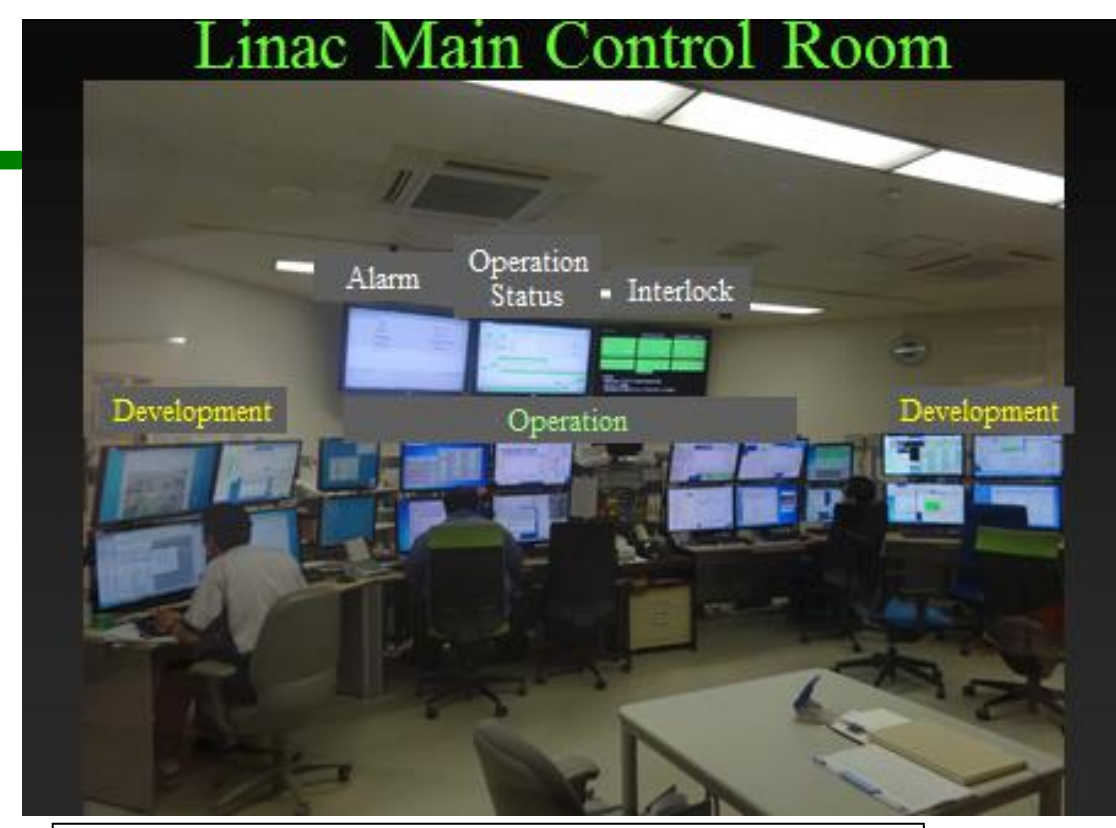 Linac Main Control Room
Alarm
Operation
Status
Interlock
Development
Operation
Development